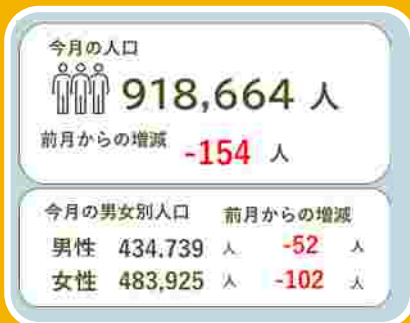 今月の人口
918,664 人
前月からの増減
-154 人
今月の男女別人口 前月からの増減
男性 434.739 人 -52 人
女性 483,925 人 -102 人